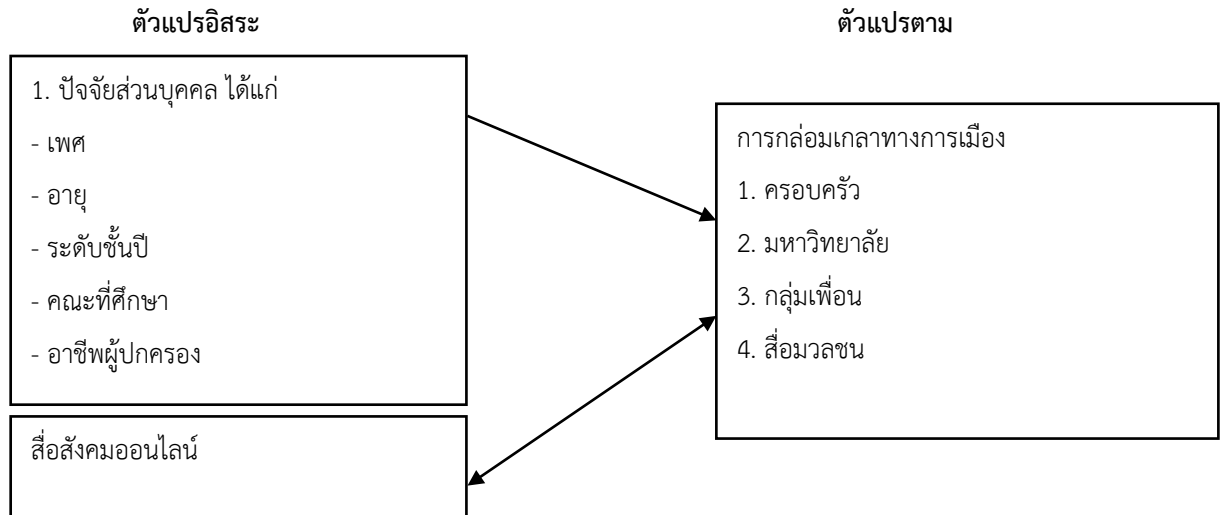 ตัวแปรอิสระ
ตัวแปรตาม
1. ปัจจัยส่วนบุคคล ได้แก่
- เพศ
- อายุ
- ระดับชั้นปี
- คณะที่ศึกษา
- อาชีพผู้ปกครอง
สื่อสังคมออนไลน์
การกล่อมเกลาทางการเมือง
1. ครอบครัว
2. มหาวิทยาลัย
3. กลุ่มเพื่อน
4. สื่อมวลชน